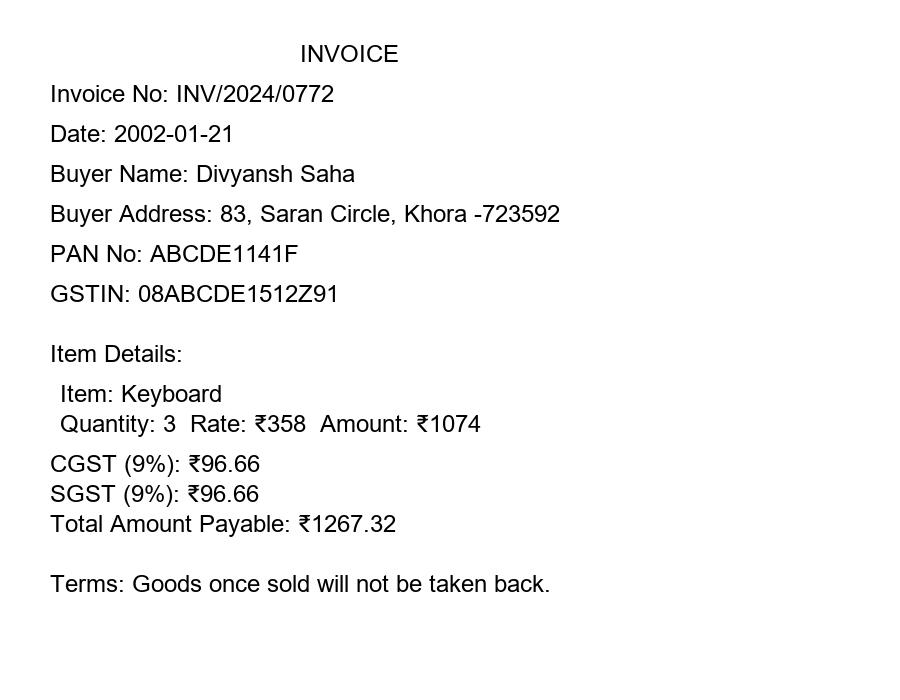 INVOICE
Invoice No: INV/2024/0772
Date: 2002-01-21
Buyer Name: Divyansh Saha
Buyer Address: 83, Saran Circle, Khora -723592
PAN No: ABCDE1141F
GSTIN: 08ABCDE1512Z91
Item Details:
Item: Keyboard
Quantity: 3  Rate: ₹358  Amount: ₹1074
CGST (9%): ₹96.66
SGST (9%): ₹96.66
Total Amount Payable: ₹1267.32
Terms: Goods once sold will not be taken back.